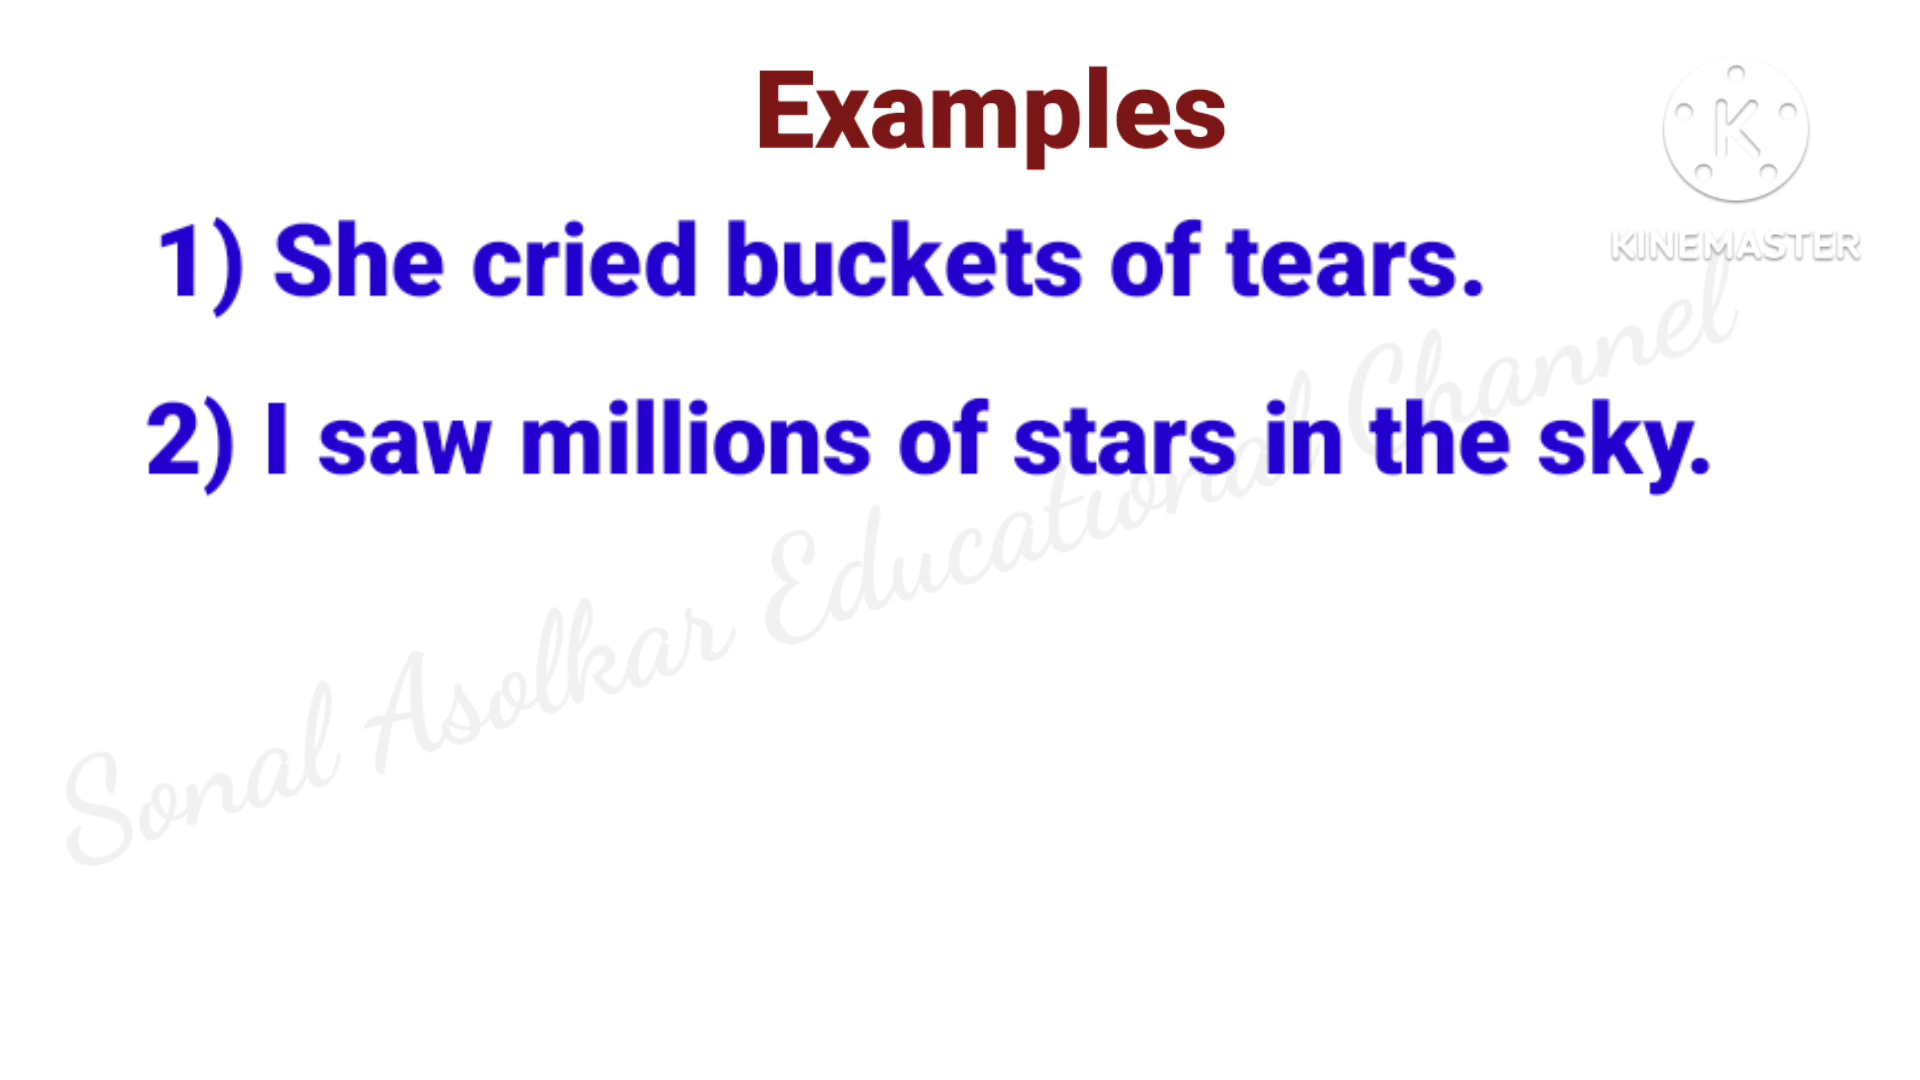 Examples
K
KINEMASTER
1) She cried buckets of tears.
2) I saw millions of stars in the sky.
Sonal Asolkar Educational Channel